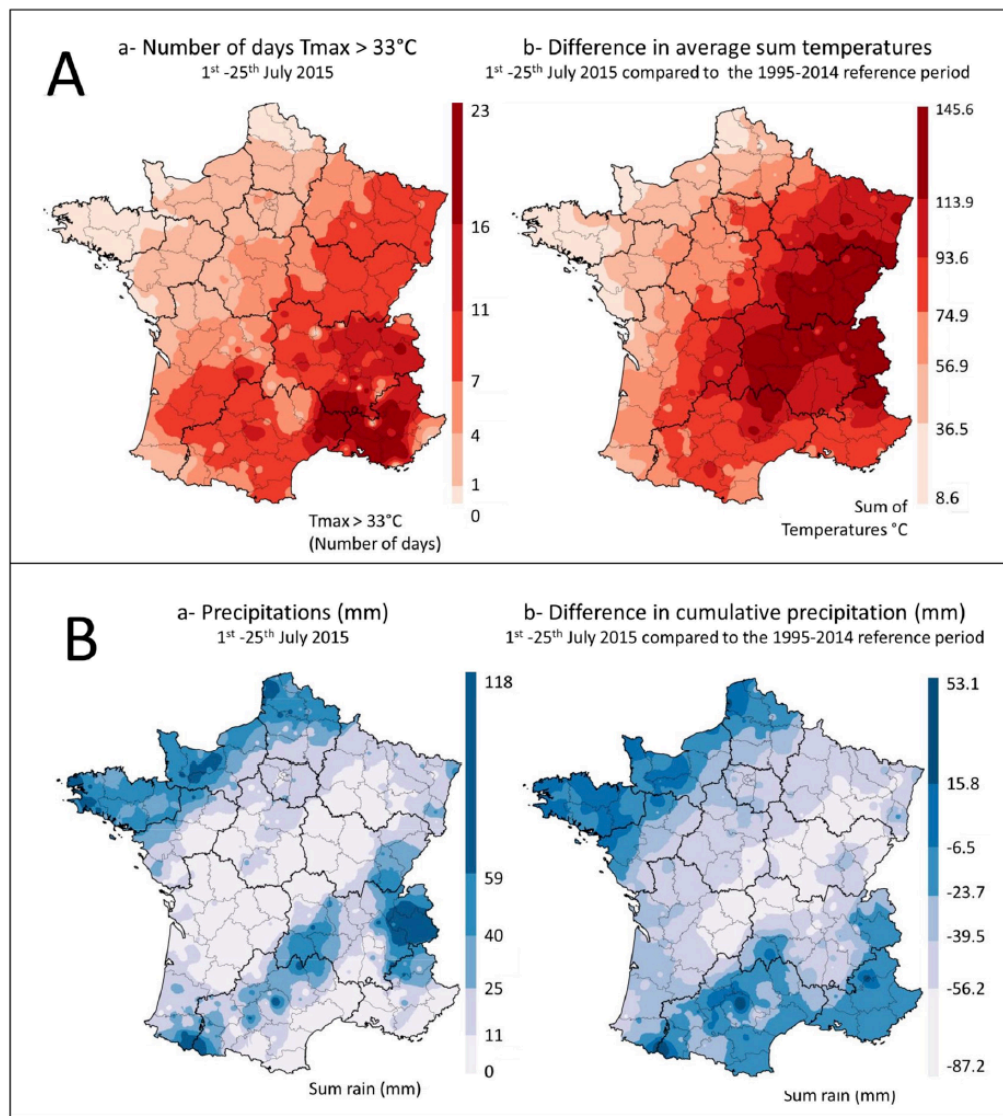 A
a- Number of days Tmax > 33°C
1st -25th July 2015
23
16
11
7
4
1
0
Tmax > 33°C
(Number of days)
b- Difference in average sum temperatures
1st -25th July 2015 compared to the 1995-2014 reference period
145.6
113.9
93.6
74.9
56.9
36.5
8.6
Sum of
Temperatures °C
B
a- Precipitations (mm)
1st -25th July 2015
118
59
40
25
11
0
Sum rain (mm)
b- Difference in cumulative precipitation (mm)
1st -25th July 2015 compared to the 1995-2014 reference period
53.1
15.8
-6.5
-23.7
-39.5
-56.2
-87.2
Sum rain (mm)